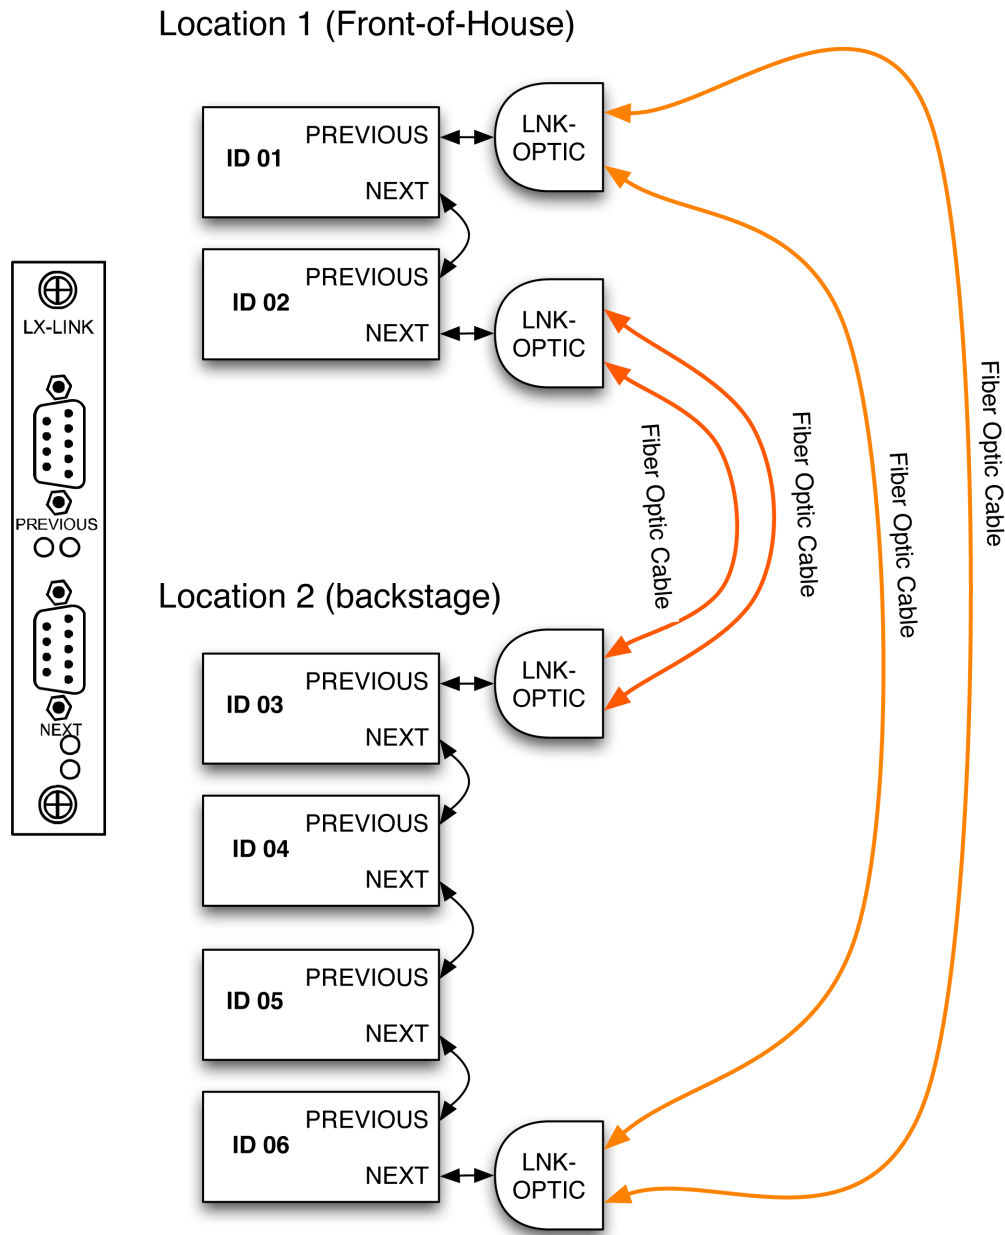 Location 1 (Front-of-House)
ID 01
PREVIOUS
NEXT
LNK-
OPTIC
ID 02
PREVIOUS
NEXT
LNK-
OPTIC
LX-LINK
PREVIOUS
NEXT
Fiber Optic Cable
Fiber Optic Cable
Fiber Optic Cable
Fiber Optic Cable
Location 2 (backstage)
ID 03
PREVIOUS
NEXT
LNK-
OPTIC
ID 04
PREVIOUS
NEXT
ID 05
PREVIOUS
NEXT
ID 06
PREVIOUS
NEXT
LNK-
OPTIC